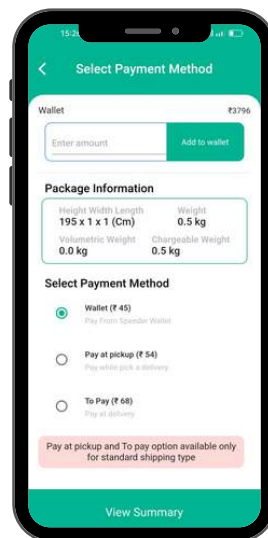 Select Payment Method
Wallet ₹3796
Enter amount Add to wallet
Package Information
Height Width Length Weight
195 x 1 x 1 (Cm) 0.5 kg
Volumetric Weight Chargeable Weight
0.0 kg 0.5 kg
Select Payment Method
Wallet (₹ 45)
Pay From Speeder Wallet
Pay at pickup (₹ 54)
Pay while pick a delivery
To Pay (₹ 68)
Pay at delivery
Pay at pickup and To pay option available only
for standard shipping type
View Summary